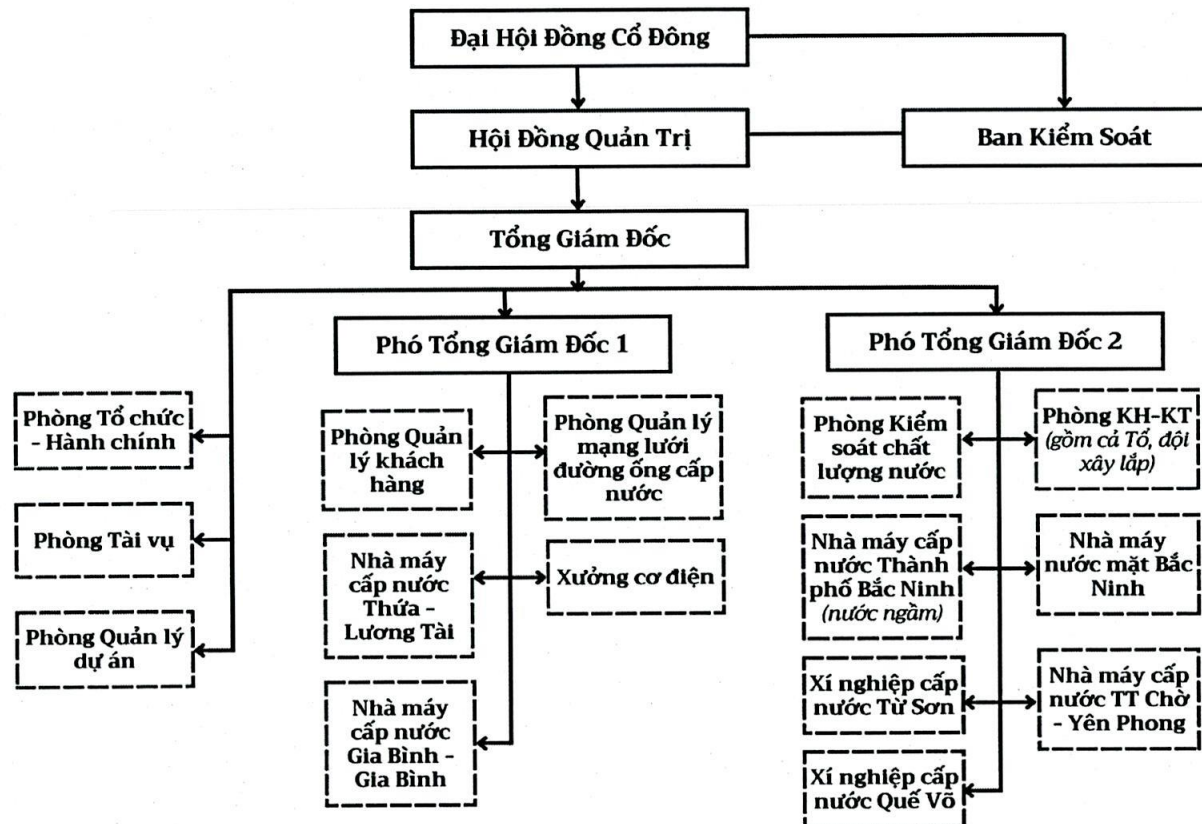 Đại Hội Đồng Cổ Đông
Hội Đồng Quản Trị
Ban Kiểm Soát
Tổng Giám Đốc
Phó Tổng Giám Đốc 1
Phó Tổng Giám Đốc 2
Phòng Tổ chức
- Hành chính
Phòng Tài vụ
Phòng Quản lý
dự án
Phòng Quản
lý khách
hàng
Phòng Quản lý
mạng lưới
đường ống cấp
nước
Nhà máy
cấp nước
Thứa -
Lương Tài
Xưởng cơ điện
Nhà máy
cấp nước
Gia Bình -
Gia Bình
Phòng Kiểm
soát chất
lượng nước
Phòng KH-KT
(gồm cả Tổ, đội
xây lắp)
Nhà máy cấp
nước Thành
phố Bắc Ninh
(nước ngầm)
Nhà máy
nước mặt Bắc
Ninh
Xí nghiệp cấp
nước Từ Sơn
Nhà máy cấp
nước TT Chờ
- Yên Phong
Xí nghiệp cấp
nước Quế Võ